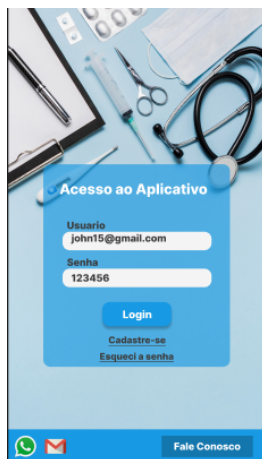 Acesso ao Aplicativo
Usuario
john15@gmail.com
Senha
123456
Login
Cadastre-se
Esqueci a senha
Fale Conosco